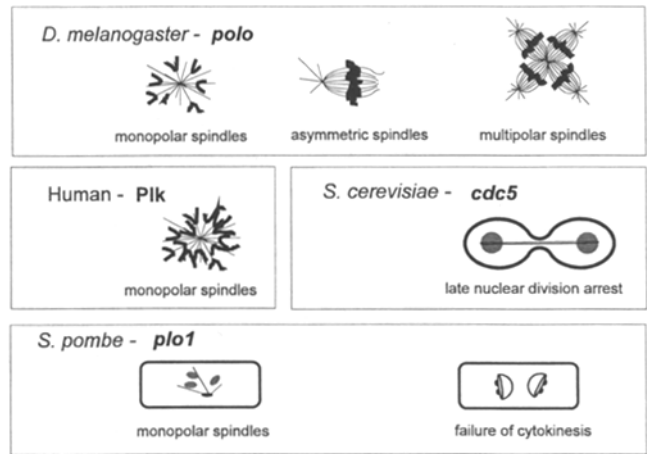 D. melanogaster - polo
monopolar spindles
asymmetric spindles
multipolar spindles
Human - Plk
monopolar spindles
S. cerevisiae - cdc5
late nuclear division arrest
S. pombe - plo1
monopolar spindles
failure of cytokinesis